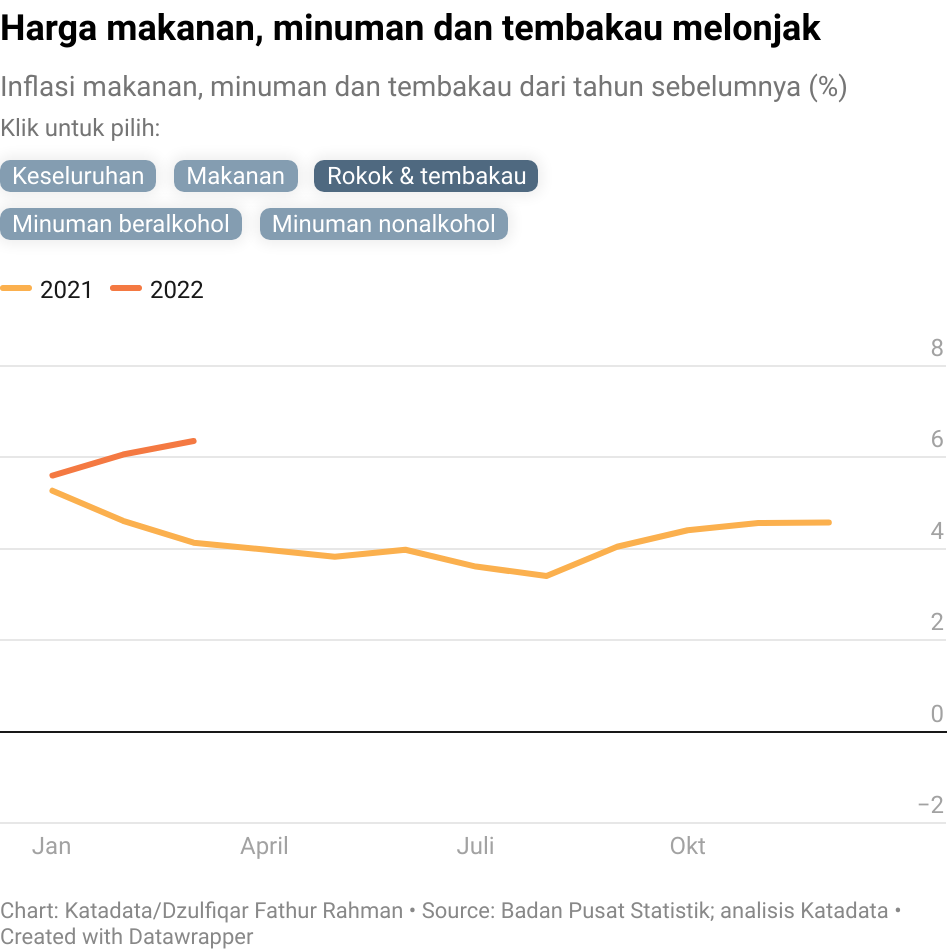 Harga makanan, minuman dan tembakau melonjak
Inflasi makanan, minuman dan tembakau dari tahun sebelumnya (%)
Klik untuk pilih:
Keseluruhan Makanan Rokok & tembakau
Minuman beralkohol Minuman nonalkohol
2021 2022
8
6
4
2
0
−2
Jan April Juli Okt
Chart: Katadata/Dzulfiqar Fathur Rahman • Source: Badan Pusat Statistik; analisis Katadata •
Created with Datawrapper